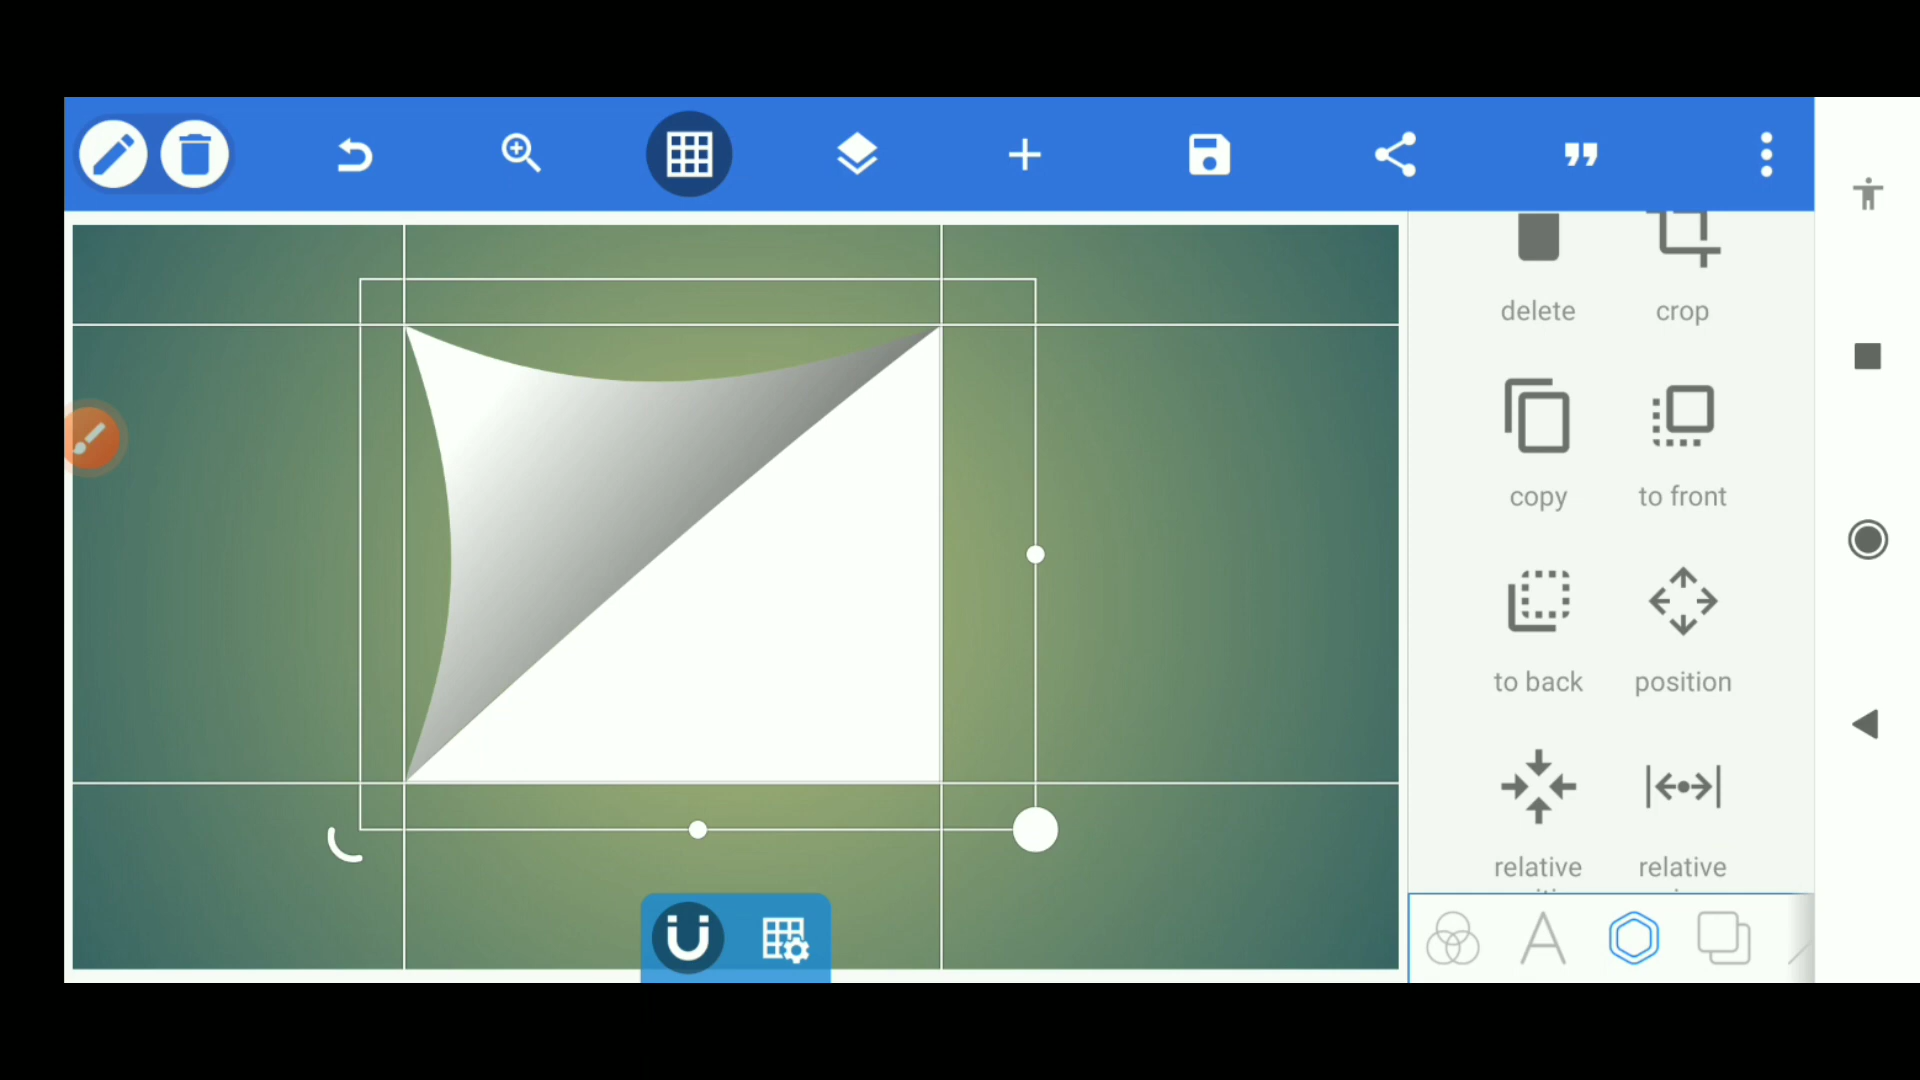 delete
crop
copy
to front
to back
position
relative
relative